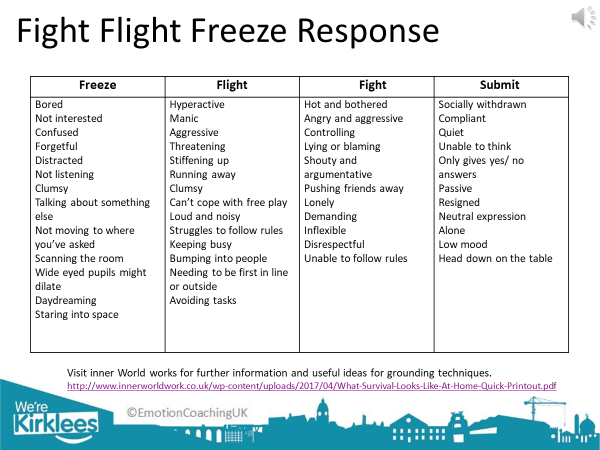 Fight Flight Freeze Response
Freeze
Bored
Not interested
Confused
Forgetful
Distracted
Not listening
Clumsy
Talking about something
else
Not moving to where
you’ve asked
Scanning the room
Wide eyed pupils might
dilate
Daydreaming
Staring into space
Flight
Hyperactive
Manic
Aggressive
Threatening
Stiffening up
Running away
Clumsy
Can’t cope with free play
Loud and noisy
Struggles to follow rules
Keeping busy
Bumping into people
Needing to be first in line
or outside
Avoiding tasks
Fight
Hot and bothered
Angry and aggressive
Controlling
Lying or blaming
Shouty and
argumentative
Pushing friends away
Lonely
Demanding
Inflexible
Disrespectful
Unable to follow rules
Submit
Socially withdrawn
Compliant
Quiet
Unable to think
Only gives yes/ no
answers
Passive
Resigned
Neutral expression
Alone
Low mood
Head down on the table
Visit inner World works for further information and useful ideas for grounding techniques.
http://www.innerworldwork.co.uk/wp-content/uploads/2017/04/What-Survival-Looks-Like-At-Home-Quick-Printout.pdf
We’re
Kirklees
©EmotionCoachingUK